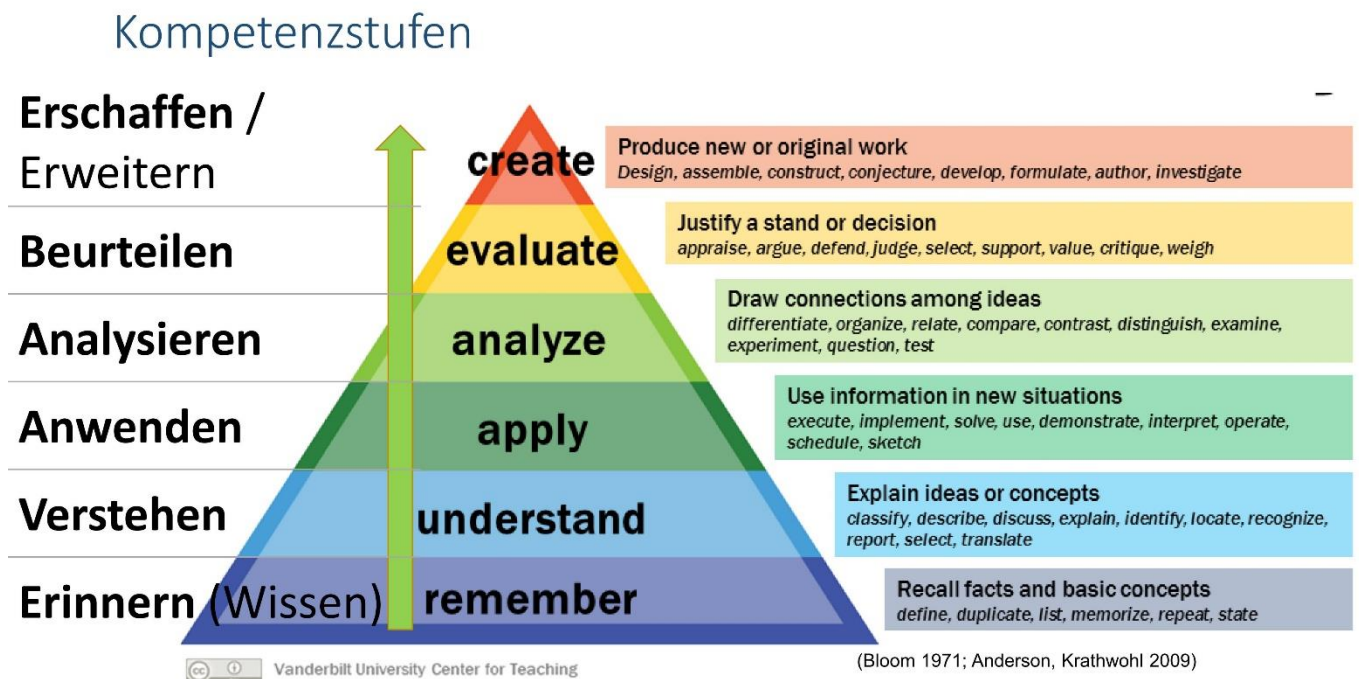 Kompetenzstufen
Erschaffen /
Erweitern
create
Produce new or original work
Design, assemble, construct, conjecture, develop, formulate, author, investigate
Beurteilen
evaluate
Justify a stand or decision
appraise, argue, defend, judge, select, support, value, critique, weigh
Analysieren
analyze
Draw connections among ideas
differentiate, organize, relate, compare, contrast, distinguish, examine,
experiment, question, test
Anwenden
apply
Use information in new situations
execute, implement, solve, use, demonstrate, interpret, operate,
schedule, sketch
Verstehen
understand
Explain ideas or concepts
classify, describe, discuss, explain, identify, locate, recognize,
report, select, translate
Erinnern (Wissen)
remember
Recall facts and basic concepts
define, duplicate, list, memorize, repeat, state
cc Vanderbilt University Center for Teaching
(Bloom 1971; Anderson, Krathwohl 2009)